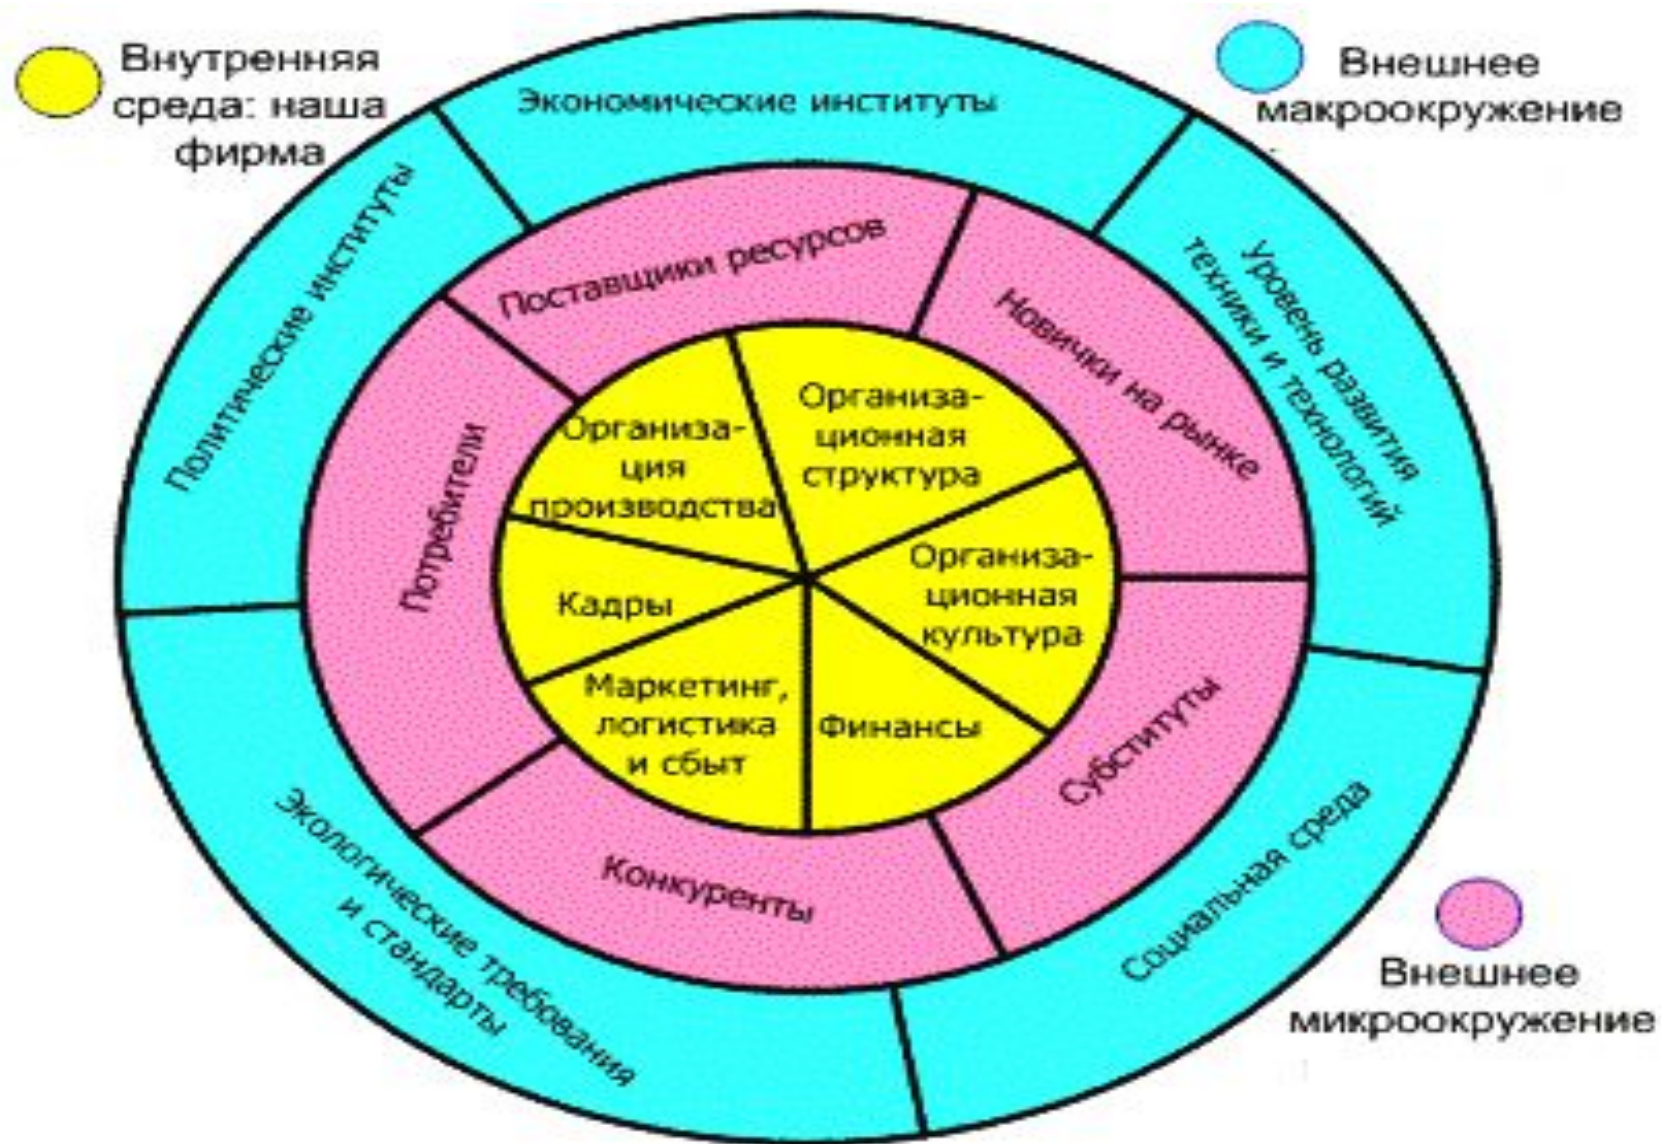 Внутренняя
среда: наша
фирма
Внешнее
макроокружение
Экономические институты
Политические институты
Уровень развития
техники и технологий
Поставщики ресурсов
Новички на рынке
Потребители
Организа-
ция
производства
Организа-
ционная
структура
Организа-
ционная
культура
Кадры
Маркетинг,
логистика
и сбыт
Финансы
Субституты
Конкуренты
Экологические требования
и стандарты
Социальная среда
Внешнее
микроокружение